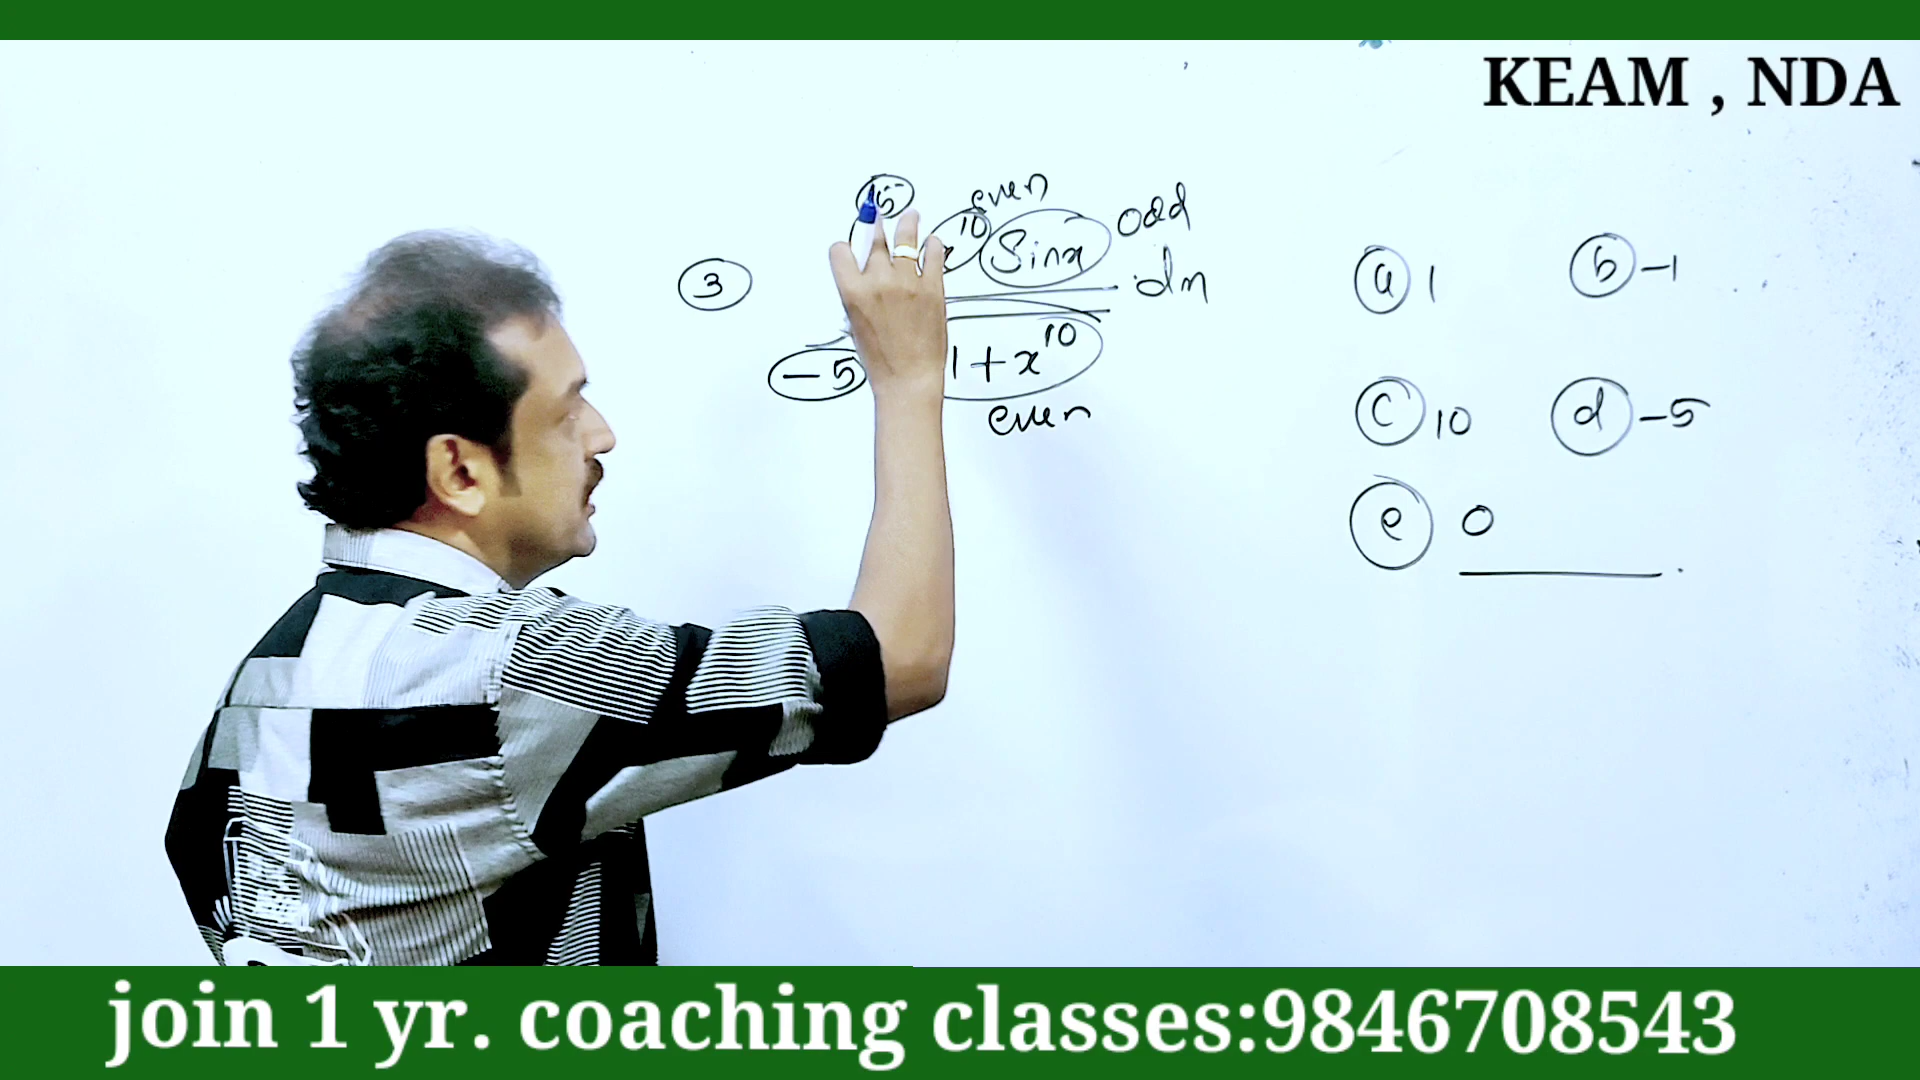 KEAM , NDA
③ ∫ -5 5 x^10 Sinx dx
1 + x^10
even
odd
even
ⓐ 1
ⓑ -1
ⓒ 10
ⓓ -5
ⓔ 0
join 1 yr. coaching classes:9846708543